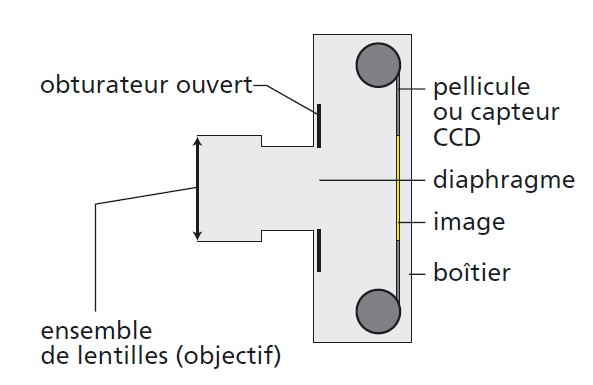 obturateur ouvert
pellicule
ou capteur
CCD
diaphragme
image
boîtier
ensemble
de lentilles (objectif)